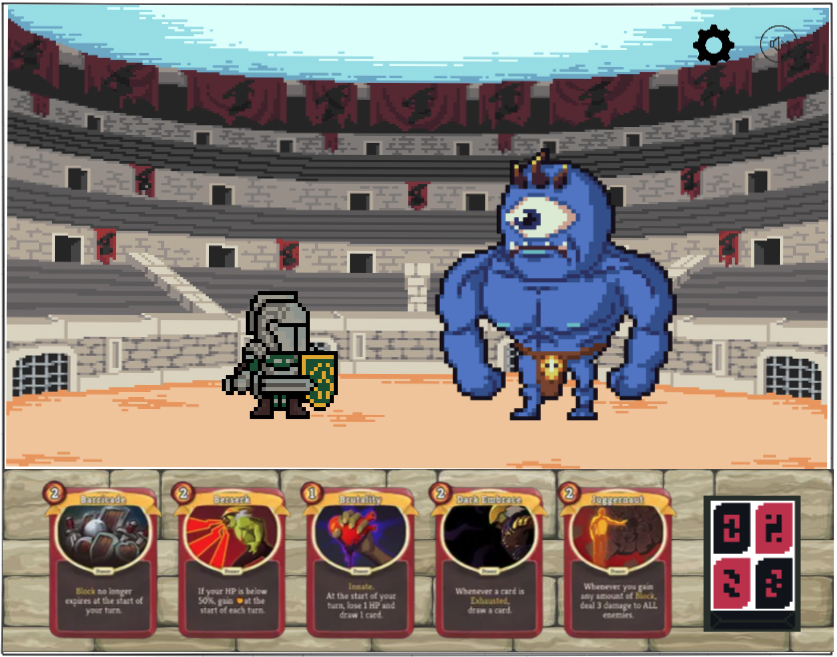 2
Barricade
Block no longer
expires at the start of
your turn.
2
Berserk
If your HP is below
50%, gain at the
start of each turn.
1
Brutality
Innate.
At the start of your
turn, lose 1 HP and
draw 1 card.
2
Dark Embrace
Whenever a card is
Exhausted,
draw a card.
2
Juggernaut
Whenever you gain
any amount of Block,
deal 3 damage to ALL
enemies.